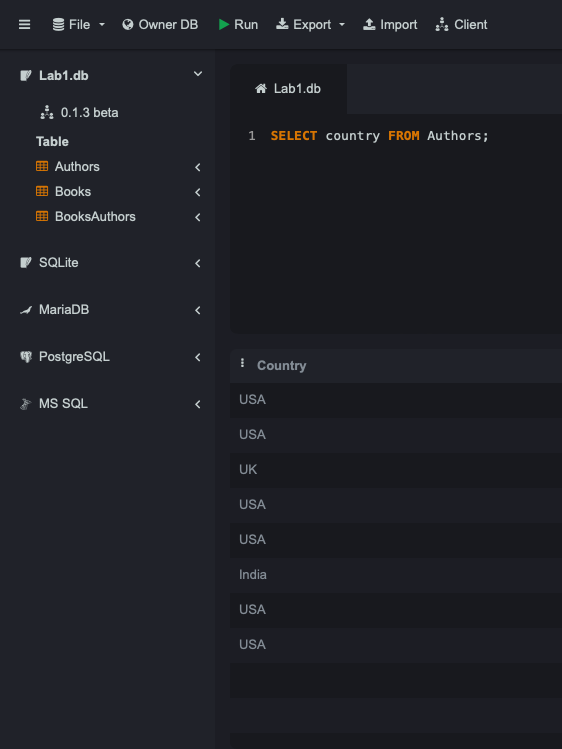 File Owner DB Run Export Import Client
Lab1.db
0.1.3 beta
Table
Authors
Books
BooksAuthors
SQLite
MariaDB
PostgreSQL
MS SQL
Lab1.db
1 SELECT country FROM Authors;
Country
USA
USA
UK
USA
USA
India
USA
USA